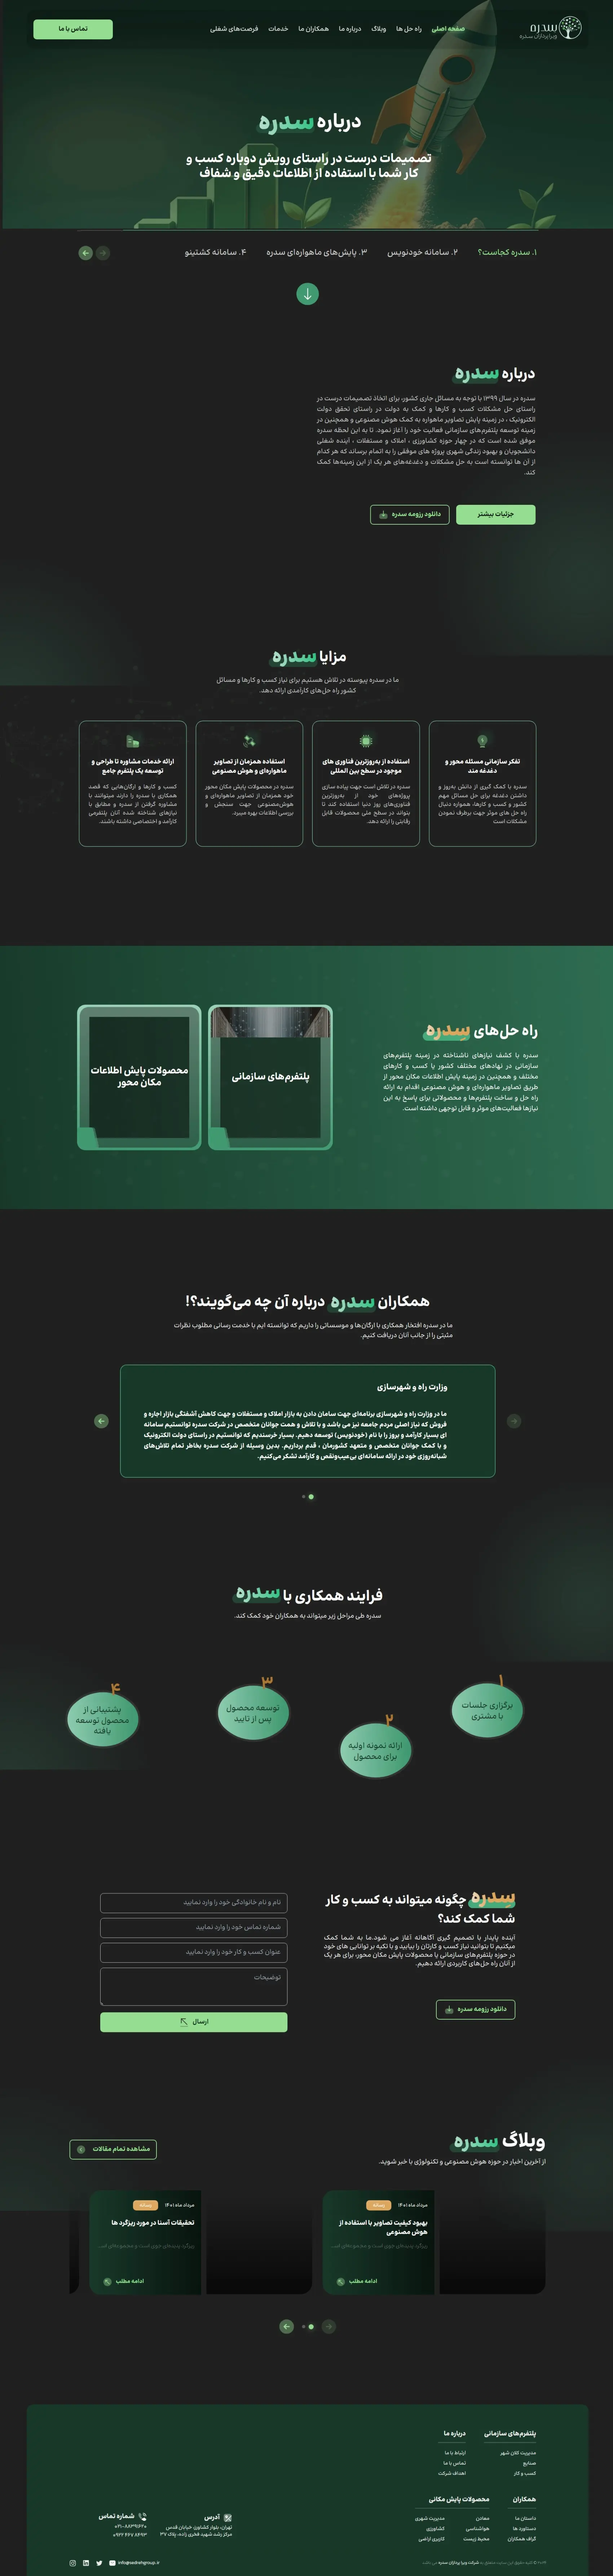 سدره
ویراپردازان سدره
صفحه اصلی
راه حل ها
وبلاگ
درباره ما
همکاران ما
خدمات
فرصت‌های شغلی
تماس با ما
درباره سدره
تصمیمات درست در راستای رویش دوباره کسب و
کار شما با استفاده از اطلاعات دقیق و شفاف
۱. سدره کجاست؟
۲. سامانه خودنویس
۳. پایش‌های ماهواره‌ای سدره
۴. سامانه کشتینو
درباره سدره
سدره در سال ۱۳۹۹ با توجه به مسائل جاری کشور، برای اتخاذ تصمیمات درست در
راستای حل مشکلات کسب و کارها و کمک به دولت در راستای تحقق دولت
الکترونیک ، در زمینه پایش تصاویر ماهواره به کمک هوش مصنوعی و همچنین در
زمینه توسعه پلتفرم‌های سازمانی فعالیت خود را آغاز نمود. تا به این لحظه سدره
موفق شده است که در چهار حوزه کشاورزی ، املاک و مستغلات ، آینده شغلی
دانشجویان و بهبود زندگی شهری پروژه های موفقی را به اتمام برساند که هر کدام
از آن ها توانسته است به حل مشکلات و دغدغه‌های هر یک از این زمینه‌ها کمک
کند.
جزئیات بیشتر
دانلود رزومه سدره
مزایا سدره
ما در سدره پیوسته در تلاش هستیم برای نیاز کسب و کارها و مسائل
کشور راه حل‌های کارآمدی ارائه دهد.
تفکر سازمانی مسئله محور و
دغدغه مند
سدره با کمک گیری از دانش به‌روز و
داشتن دغدغه برای حل مسائل مهم
کشور و کسب و کارها، همواره دنبال
راه حل های موثر جهت برطرف نمودن
مشکلات است
استفاده از به‌روزترین فناوری های
موجود در سطح بین المللی
سدره در تلاش است جهت پیاده سازی
پروژه‌های خود از به‌روزترین
فناوری‌های روز دنیا استفاده کند تا
بتواند در سطح ملی محصولات قابل
رقابتی را ارائه دهد.
استفاده همزمان از تصاویر
ماهواره‌ای و هوش مصنوعی
سدره در محصولات پایش مکان محور
خود همزمان از تصاویر ماهواره‌ای و
هوش‌مصنوعی جهت سنجش و
بررسی اطلاعات بهره میبرد.
ارائه خدمات مشاوره تا طراحی و
توسعه یک پلتفرم جامع
کسب و کارها و ارگان‌هایی که قصد
همکاری با سدره را دارند میتوانند با
مشاوره گرفتن از سدره و مطابق با
نیازهای شناخته شده آنان پلتفرمی
کارآمد و اختصاصی داشته باشند.
راه حل‌های سدره
سدره با کشف نیازهای ناشناخته در زمینه پلتفرم‌های
سازمانی در نهادهای مختلف کشور یا کسب و کارهای
مختلف و همچنین در زمینه پایش اطلاعات مکان محور از
طریق تصاویر ماهواره‌ای و هوش مصنوعی اقدام به ارائه
راه حل و ساخت پلتفرم‌ها و محصولاتی برای پاسخ به این
نیازها فعالیت‌های موثر و قابل توجهی داشته است.
پلتفرم‌های سازمانی
محصولات پایش اطلاعات
مکان محور
همکاران سدره درباره آن چه می‌گویند؟!
ما در سدره افتخار همکاری با ارگان‌ها و موسساتی را داریم که توانسته ایم با خدمت رسانی مطلوب نظرات
مثبتی را از جانب آنان دریافت کنیم.
وزارت راه و شهرسازی
ما در وزارت راه و شهرسازی برنامه‌ای جهت سامان دادن به بازار املاک و مستغلات و جهت کاهش آشفتگی بازار اجاره و
فروش که نیاز اصلی مردم جامعه نیز می باشد و با تلاش و همت جوانان متخصص در شرکت سدره توانستیم سامانه
ای بسیار کارآمد و بروز را با نام (خودنویس) توسعه دهیم. بسیار خرسندیم که توانستیم در راستای دولت الکترونیک
و با کمک جوانان متخصص و متعهد کشورمان ، قدم برداریم. بدین وسیله از شرکت سدره بخاطر تمام تلاش‌های
شبانه‌روزی خود در ارائه سامانه‌ای بی‌عیب‌ونقص و کارآمد تشکر می‌کنیم.
فرایند همکاری با سدره
سدره طی مراحل زیر میتواند به همکاران خود کمک کند.
۱
برگزاری جلسات
با مشتری
۲
ارائه نمونه اولیه
برای محصول
۳
توسعه محصول
پس از تایید
۴
پشتیبانی از
محصول توسعه
یافته
سدره چگونه میتواند به کسب و کار
شما کمک کند؟
آینده پایدار با تصمیم گیری آگاهانه آغاز می شود.ما به شما کمک
میکنیم تا بتوانید نیاز کسب و کارتان را بیابید و با تکیه بر توانایی های خود
در حوزه پلتفرم‌های سازمانی یا محصولات پایش مکان محور، برای هر یک
از آنان راه حل‌های کاربردی ارائه دهیم.
دانلود رزومه سدره
نام و نام خانوادگی خود را وارد نمایید
شماره تماس خود را وارد نمایید
عنوان کسب و کار خود را وارد نمایید
توضیحات
ارسال
وبلاگ سدره
از آخرین اخبار در حوزه هوش مصنوعی و تکنولوژی با خبر شوید.
مشاهده تمام مقالات
مرداد ماه ۱۴۰۱
رسانه
بهبود کیفیت تصاویر با استفاده از
هوش مصنوعی
ادامه مطلب
مرداد ماه ۱۴۰۱
رسانه
تحقیقات آسنا در مورد ریزگرد ها
ادامه مطلب
پلتفرم‌های سازمانی
مدیریت کلان شهر
صنایع
کسب و کار
درباره ما
ارتباط با ما
تماس با ما
اهداف شرکت
همکاران
داستان ما
دستاورد ها
گراف همکاران
محصولات پایش مکانی
معادن
هواشناسی
محیط زیست
مدیریت شهری
کشاورزی
کاربری اراضی
آدرس
تهران، بلوار کشاورز، خیابان قدس
مرکز رشد شهید فخری زاده، پلاک ۳۷
شماره تماس
۰۲۱-۸۸۳۹۱۶۲۰
۰۹۲۲ ۴۶۷ ۸۴۹۳
info@sedrehgroup.ir